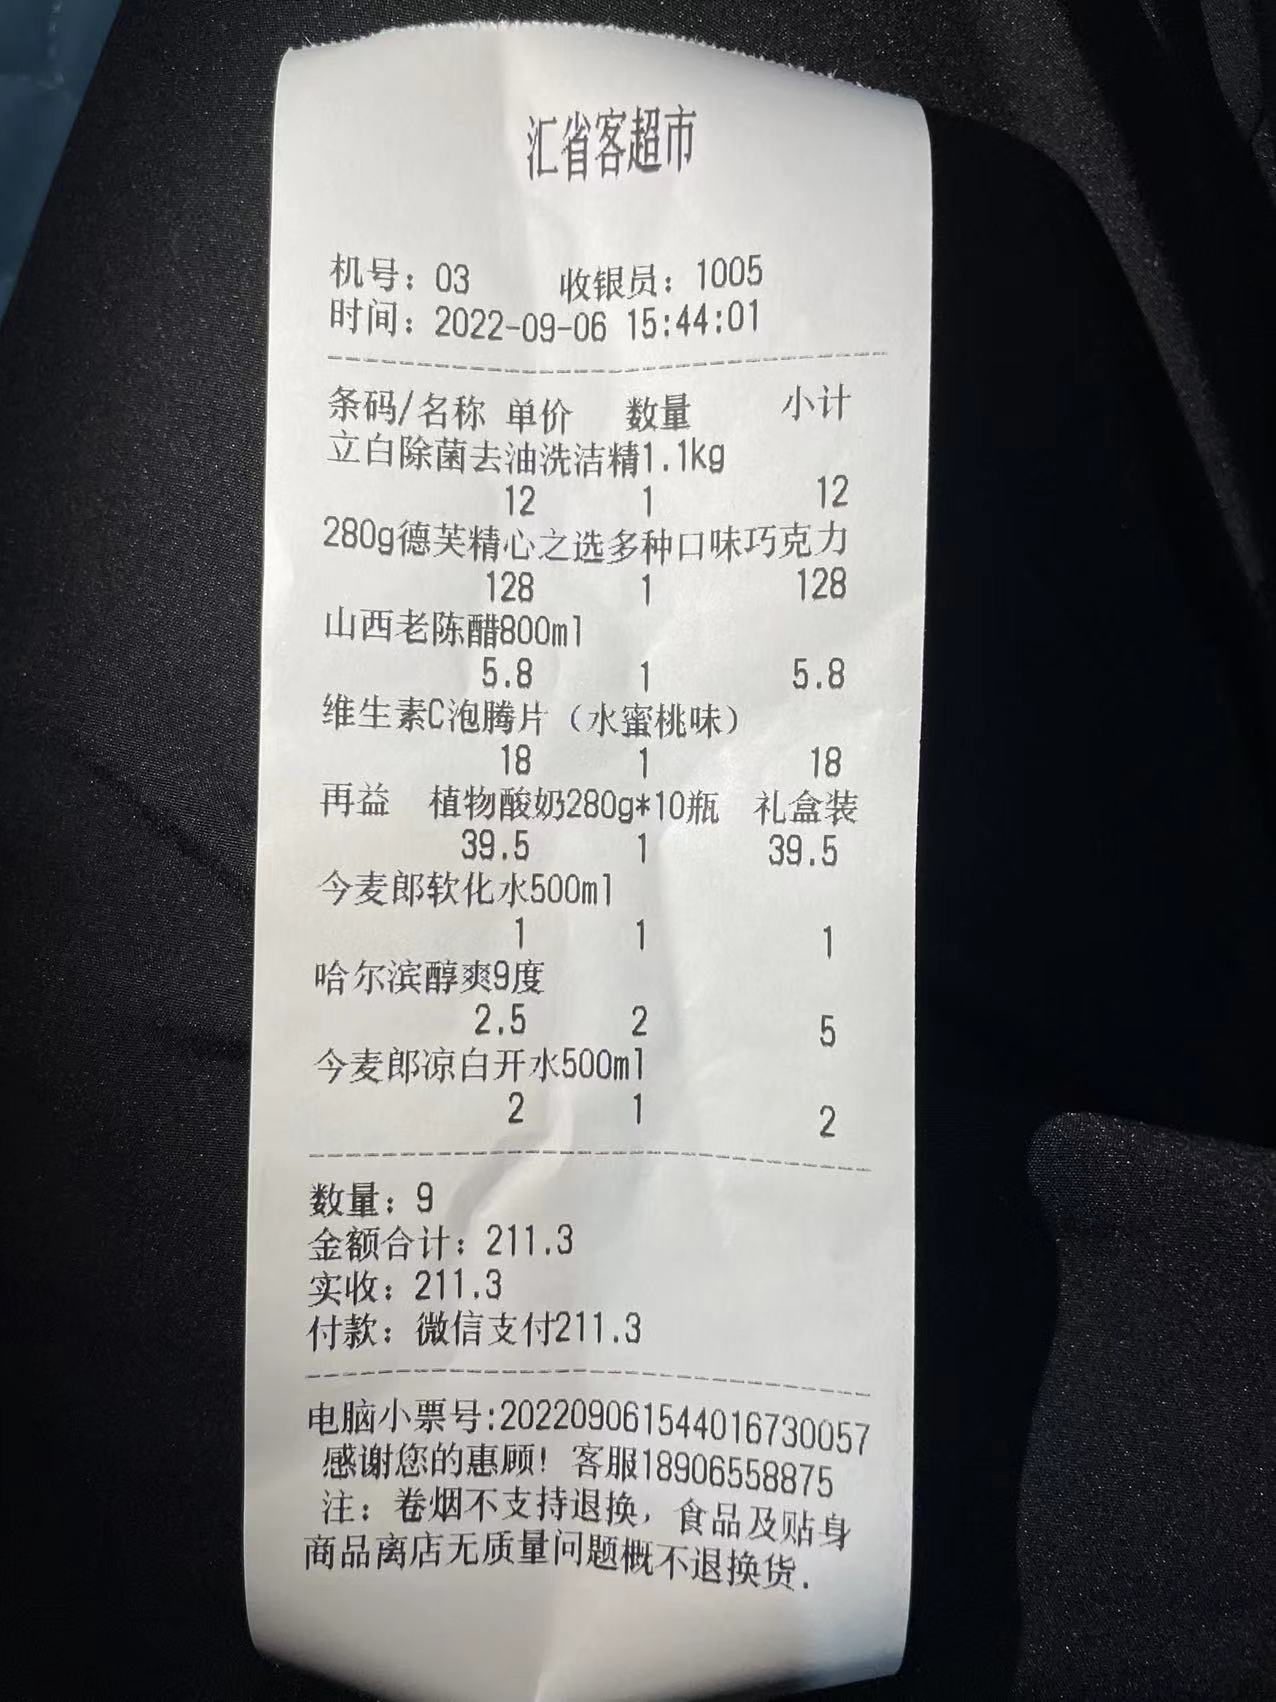 汇省客超市
机号：03 收银员：1005
时间：2022-09-06 15:44:01
条码/名称 单价 数量 小计
立白除菌去油洗洁精1.1kg
12 1 12
280g德芙精心之选多种口味巧克力
128 1 128
山西老陈醋800ml
5.8 1 5.8
维生素C泡腾片（水蜜桃味）
18 1 18
再益 植物酸奶280g*10瓶 礼盒装
39.5 1 39.5
今麦郎软化水500ml
1 1 1
哈尔滨醇爽9度
2.5 2 5
今麦郎凉白开水500ml
2 1 2
数量：9
金额合计：211.3
实收：211.3
付款：微信支付211.3
电脑小票号:202209061544016730057
感谢您的惠顾！客服18906558875
注：卷烟不支持退换，食品及贴身
商品离店无质量问题概不退换货.